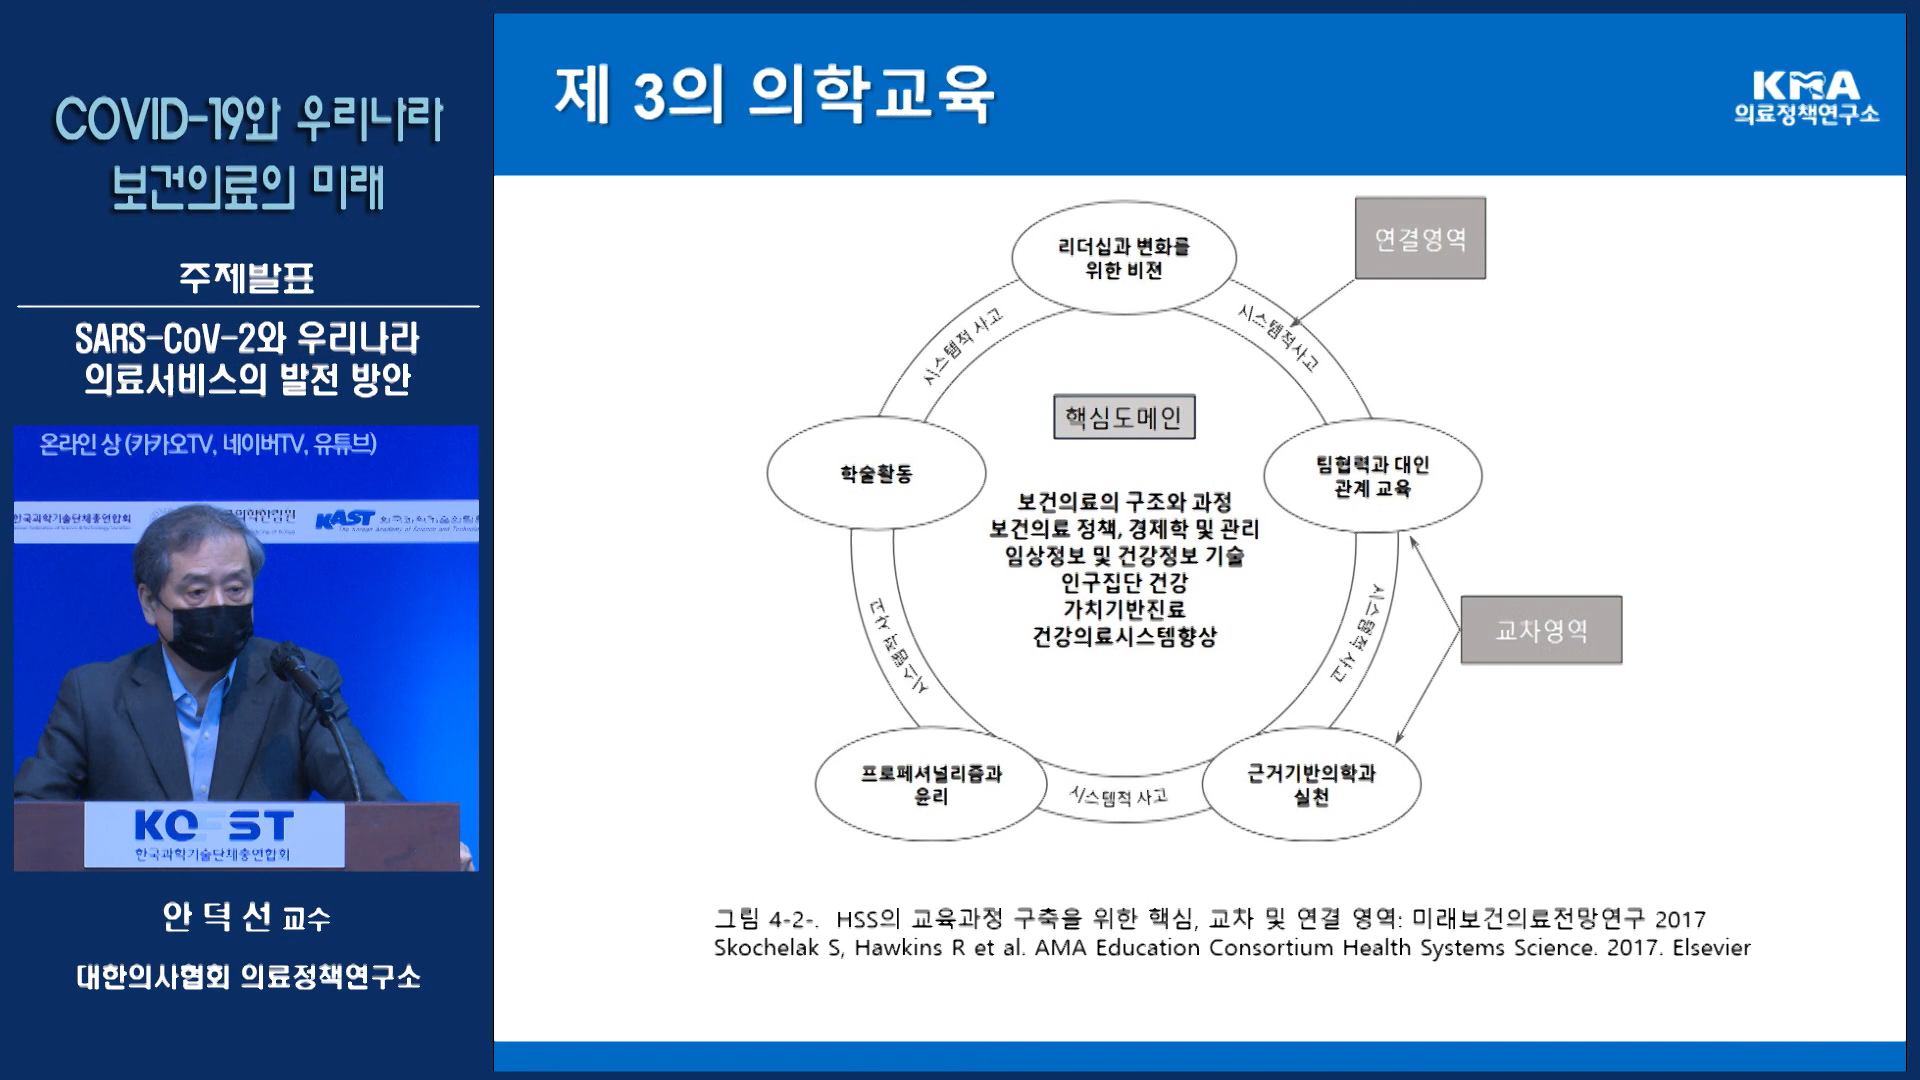 COVID-19와 우리나라
보건의료의 미래
주제발표
SARS-CoV-2와 우리나라
의료서비스의 발전 방안
온라인 상 (카카오TV, 네이버TV, 유튜브)
한국과학기술단체총연합회
KAST
KOFST
한국과학기술단체총연합회
안 덕 선 교수
대한의사협회 의료정책연구소
제 3의 의학교육
KMA
의료정책연구소
연결영역
리더십과 변화를
위한 비젼
시스템적 사고
시스템적사고
핵심도메인
학술활동
팀협력과 대인
관계 교육
보건의료의 구조와 과정
보건의료 정책, 경제학 및 관리
임상정보 및 건강정보 기술
인구집단 건강
가치기반진료
건강의료시스템향상
시스템적 사고
시스템적 사고
교차영역
프로페셔널리즘과
윤리
시스템적 사고
근거기반의학과
실천
그림 4-2-. HSS의 교육과정 구축을 위한 핵심, 교차 및 연결 영역: 미래보건의료전망연구 2017
Skochelak S, Hawkins R et al. AMA Education Consortium Health Systems Science. 2017. Elsevier